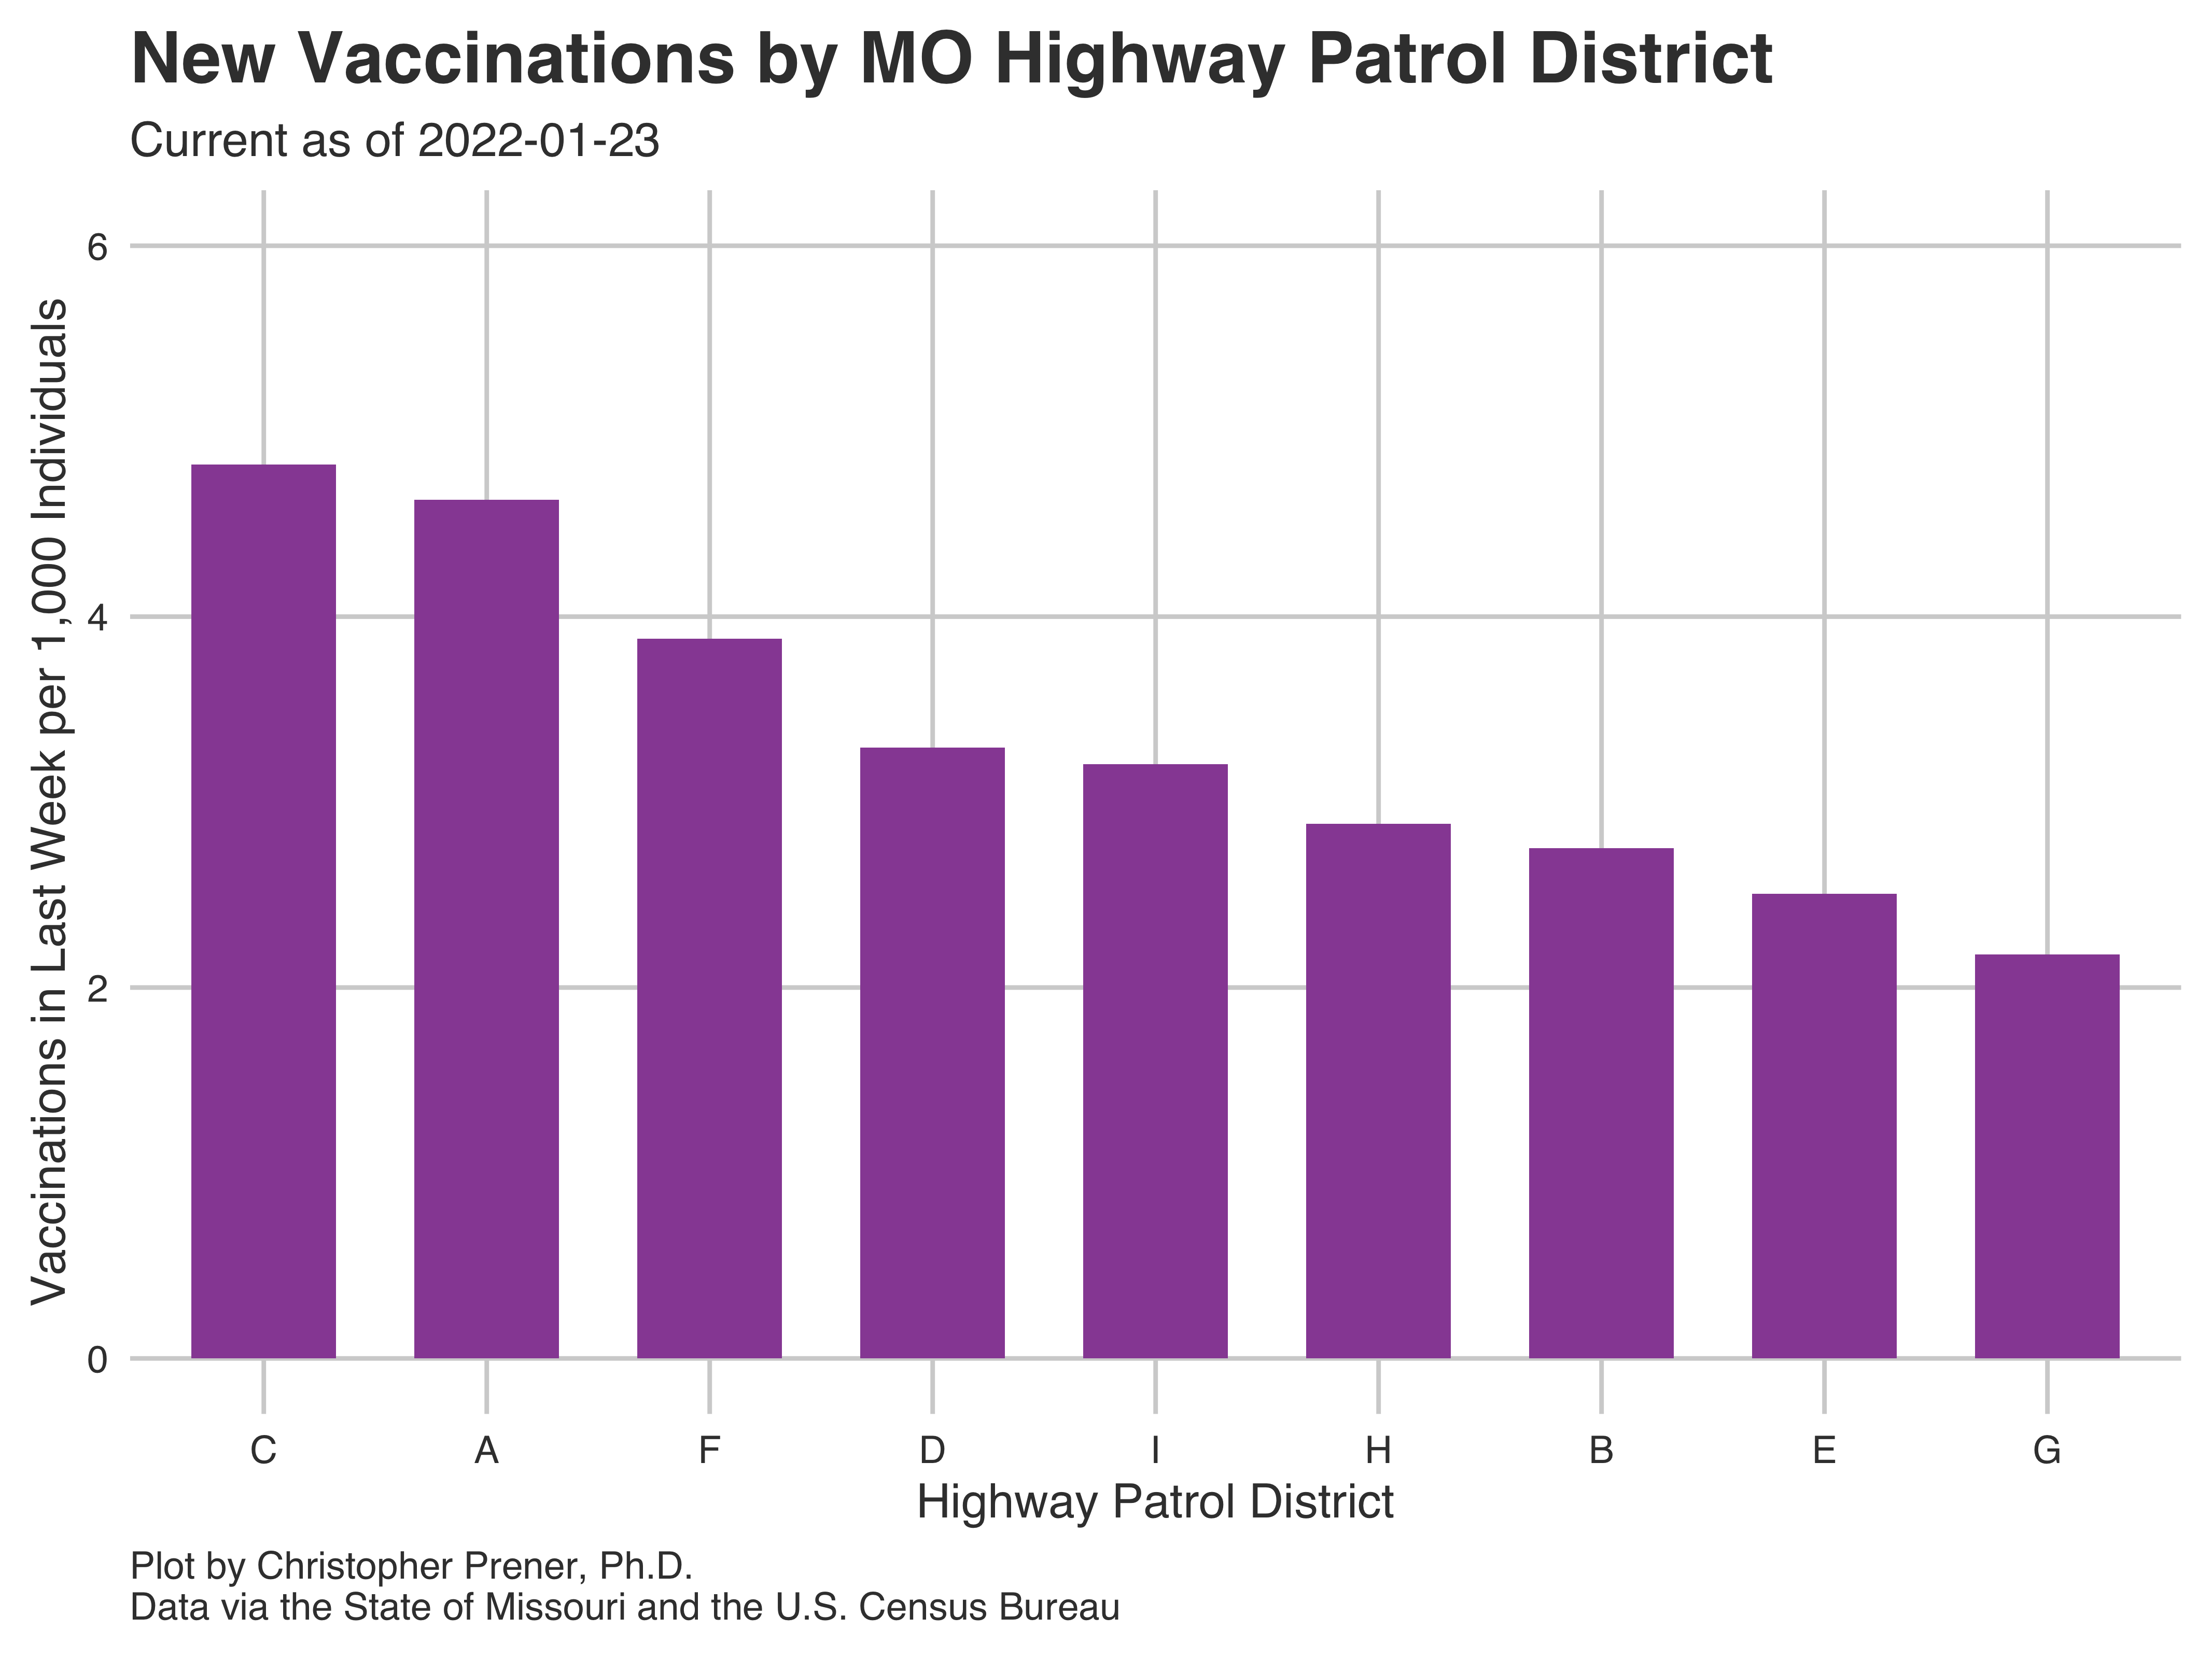 New Vaccinations by MO Highway Patrol District
Current as of 2022-01-23
Vaccinations in Last Week per 1,000 Individuals
6
4
2
0
C A F D I H B E G
Highway Patrol District
Plot by Christopher Prener, Ph.D.
Data via the State of Missouri and the U.S. Census Bureau